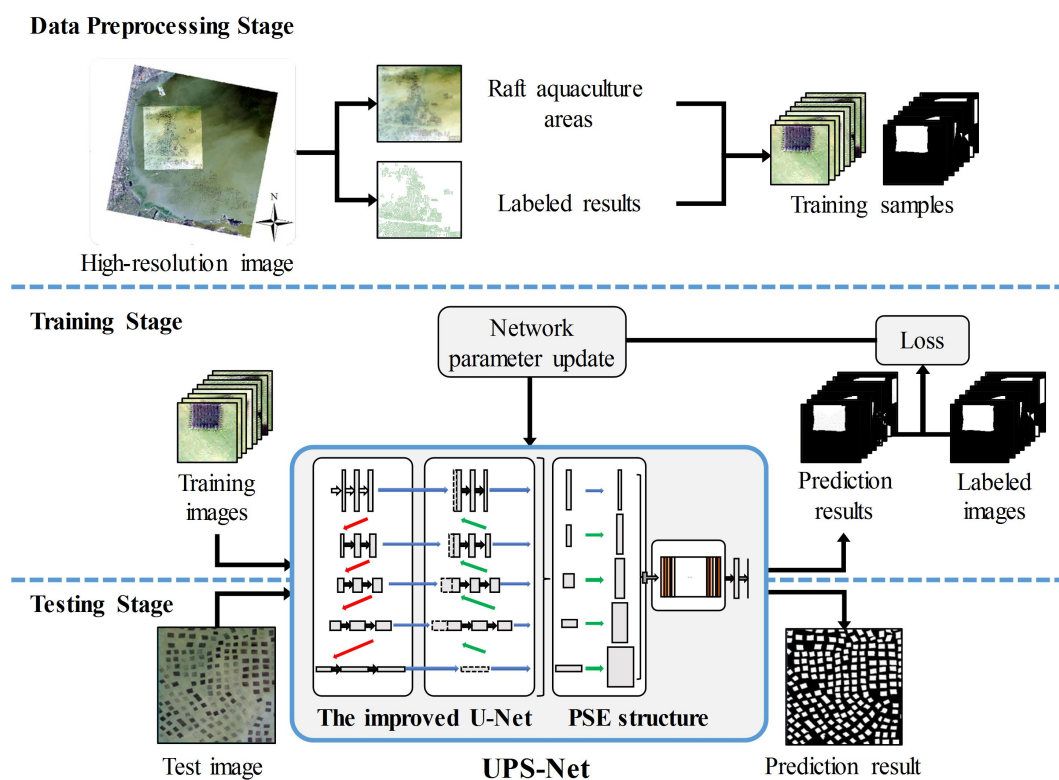 Data Preprocessing Stage
Raft aquaculture
areas
Labeled results
N
High-resolution image
Training samples
Training Stage
Network
parameter update
Loss
Training
images
Prediction
results
Labeled
images
Testing Stage
The improved U-Net
PSE structure
Test image
UPS-Net
Prediction result